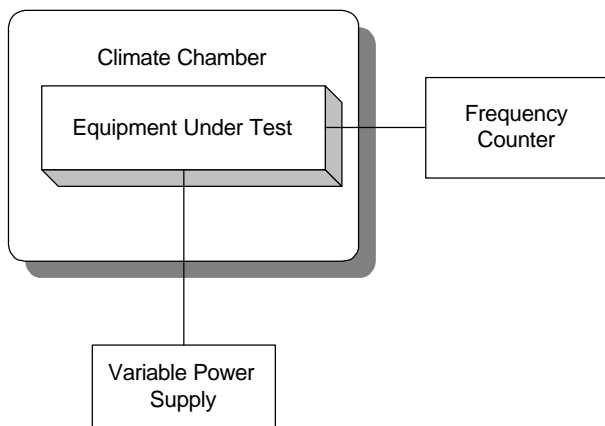 Climate Chamber
Equipment Under Test
Frequency
Counter
Variable Power
Supply